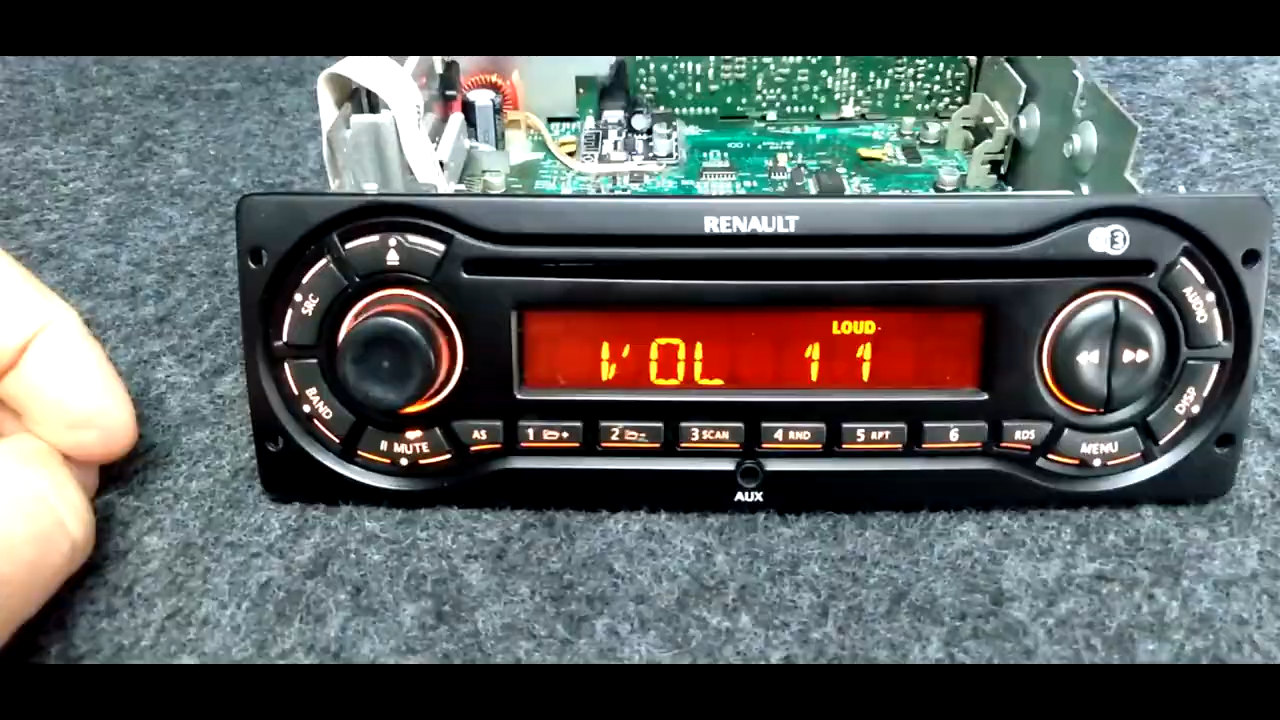 RENAULT
SRC
AUDIO
LOUD
VOL 11
BAND
DISP
MUTE
AS
1
2
3 SCAN
4 RND
5 RPT
6
RDS
MENU
AUX